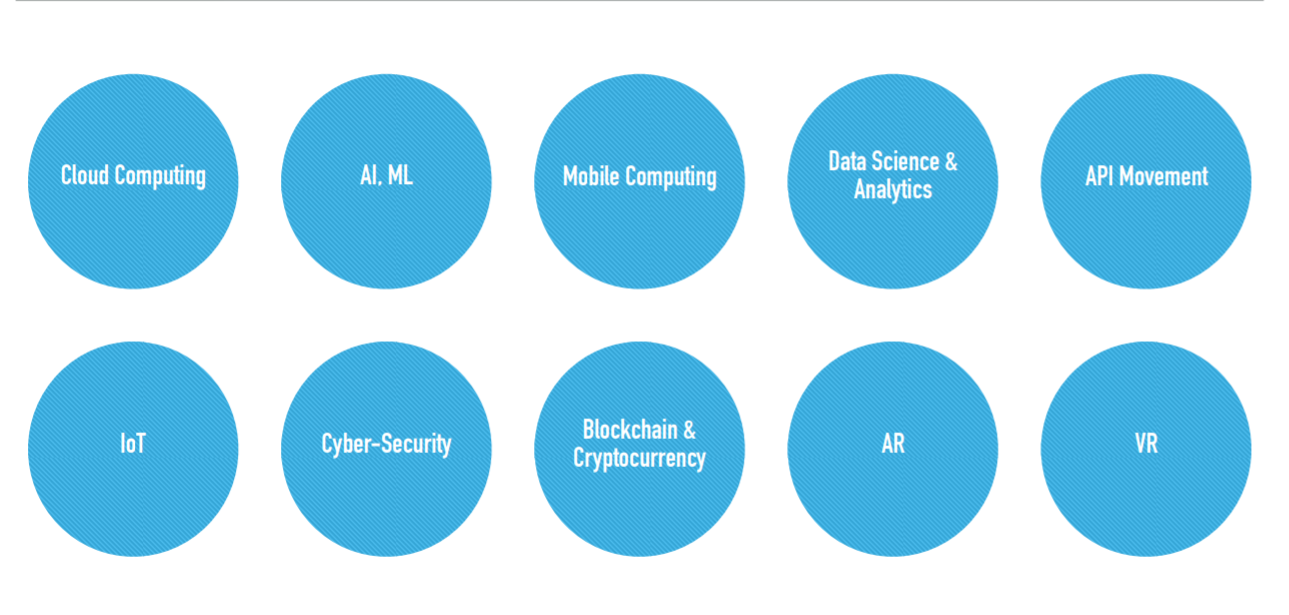 Cloud Computing
AI, ML
Mobile Computing
Data Science &
Analytics
API Movement
IoT
Cyber-Security
Blockchain &
Cryptocurrency
AR
VR